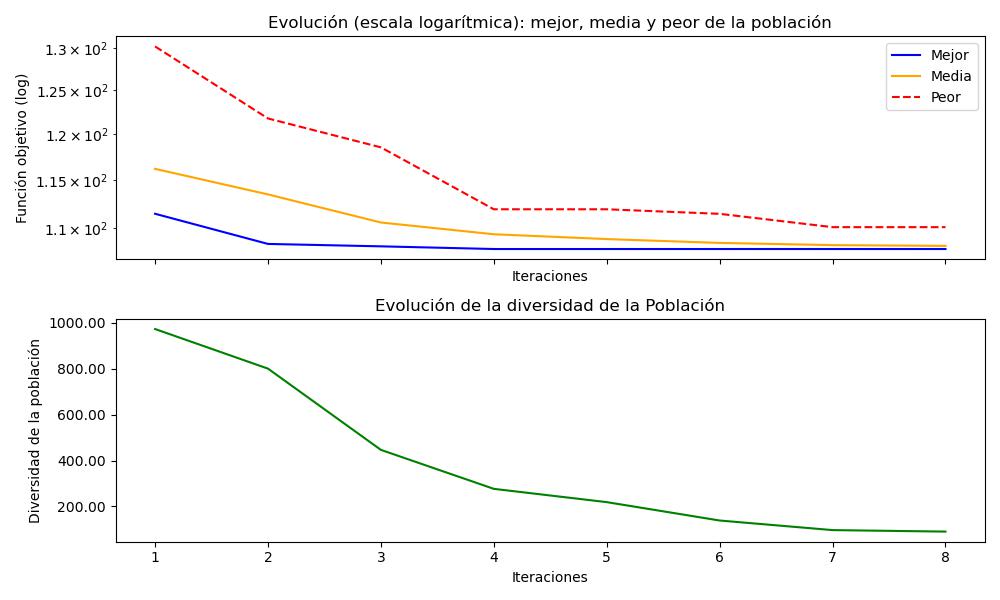 Evolución (escala logarítmica): mejor, media y peor de la población
Función objetivo (log)
1.3 × 10²
1.25 × 10²
1.2 × 10²
1.15 × 10²
1.1 × 10²
Mejor
Media
Peor
Iteraciones
Evolución de la diversidad de la Población
Diversidad de la población
1000.00
800.00
600.00
400.00
200.00
1 2 3 4 5 6 7 8
Iteraciones